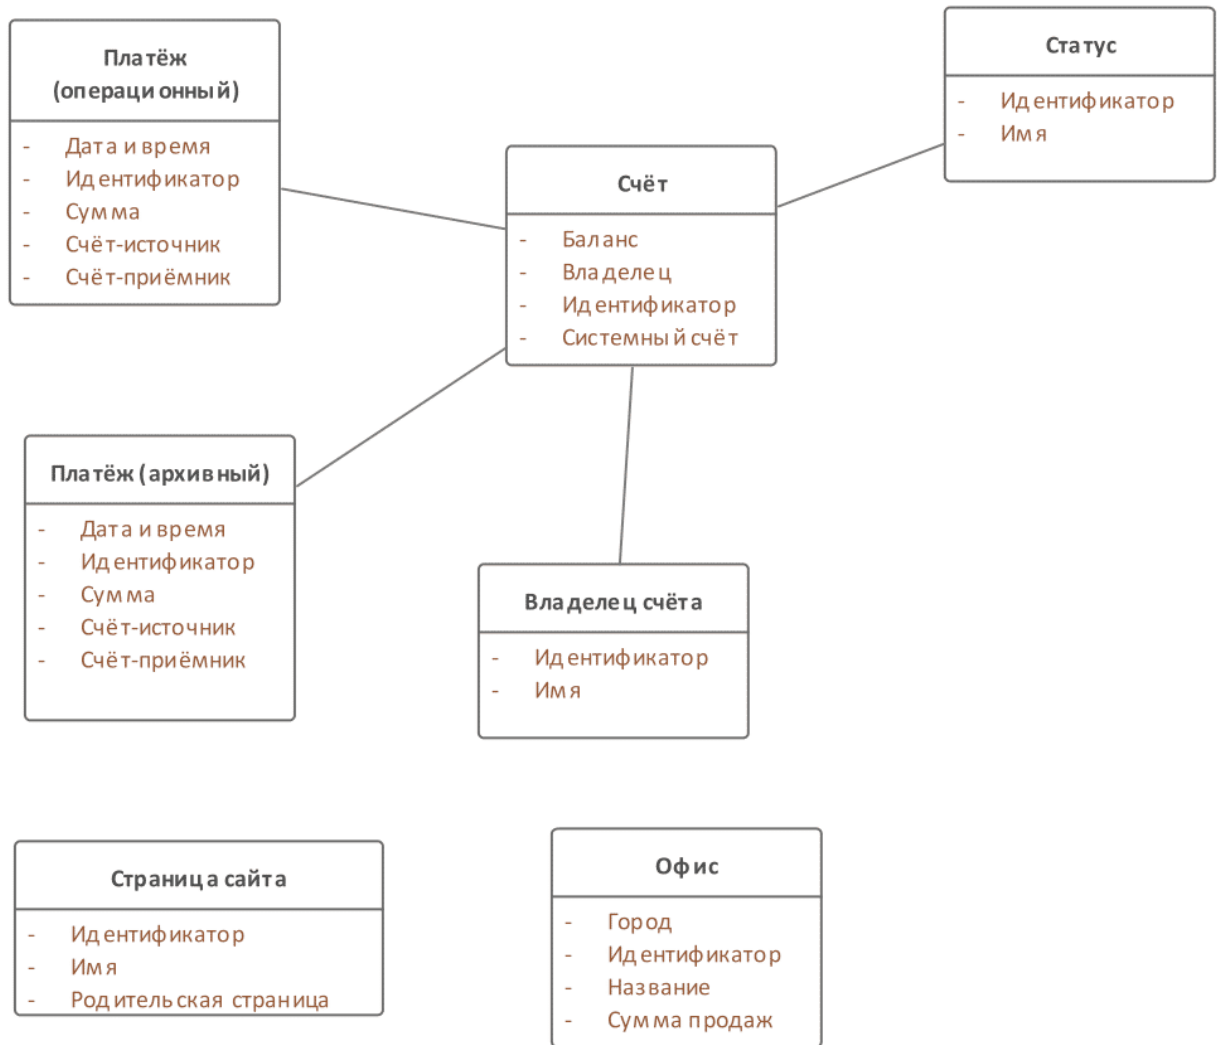 Платёж
(операционный)
- Дата и время
- Идентификатор
- Сумма
- Счёт-источник
- Счёт-приёмник
Статус
- Идентификатор
- Имя
Счёт
- Баланс
- Владелец
- Идентификатор
- Системный счёт
Платёж (архивный)
- Дата и время
- Идентификатор
- Сумма
- Счёт-источник
- Счёт-приёмник
Владелец счёта
- Идентификатор
- Имя
Страница сайта
- Идентификатор
- Имя
- Родительская страница
Офис
- Город
- Идентификатор
- Название
- Сумма продаж